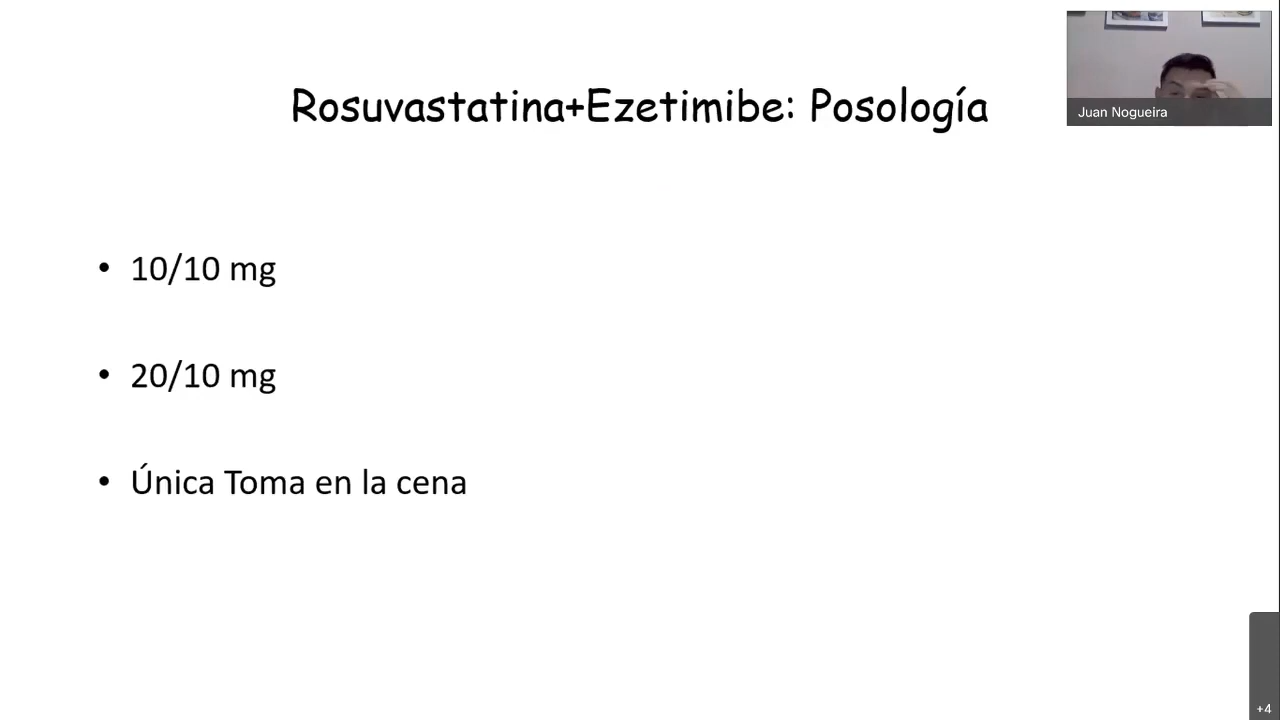 Rosuvastatina+Ezetimibe: Posología
Juan Nogueira
• 10/10 mg
• 20/10 mg
• Única Toma en la cena
+4